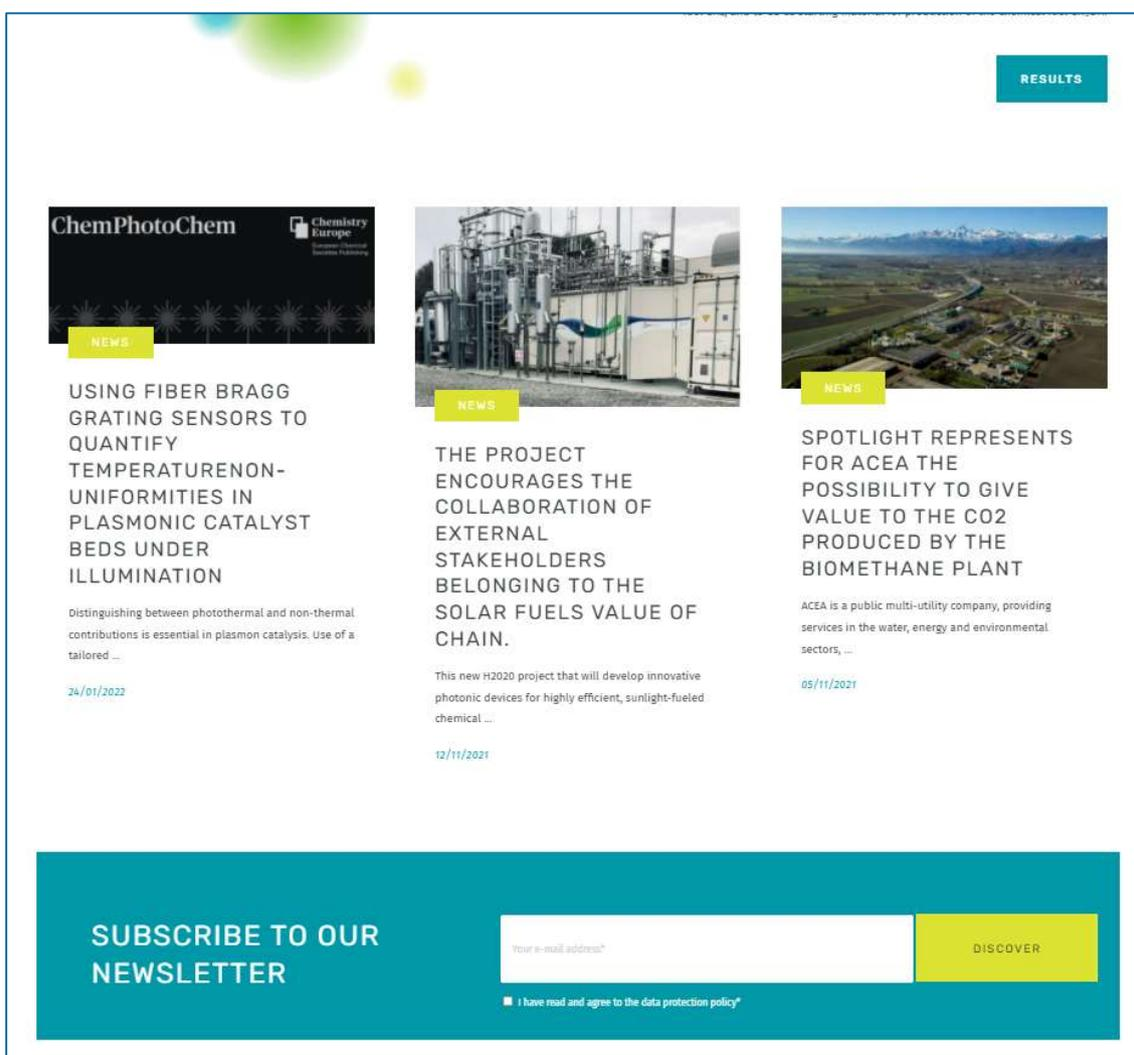 RESULTS
ChemPhotoChem
Chemistry
Europe
European Chemical
Societies Publishing
NEWS
USING FIBER BRAGG
GRATING SENSORS TO
QUANTIFY
TEMPERATURENON-
UNIFORMITIES IN
PLASMONIC CATALYST
BEDS UNDER
ILLUMINATION
Distinguishing between photothermal and non-thermal
contributions is essential in plasmon catalysis. Use of a
tailored ...
24/01/2022
NEWS
THE PROJECT
ENCOURAGES THE
COLLABORATION OF
EXTERNAL
STAKEHOLDERS
BELONGING TO THE
SOLAR FUELS VALUE OF
CHAIN.
This new H2020 project that will develop innovative
photonic devices for highly efficient, sunlight-fueled
chemical ...
12/11/2021
NEWS
SPOTLIGHT REPRESENTS
FOR ACEA THE
POSSIBILITY TO GIVE
VALUE TO THE CO2
PRODUCED BY THE
BIOMETHANE PLANT
ACEA is a public multi-utility company, providing
services in the water, energy and environmental
sectors, ...
05/11/2021
SUBSCRIBE TO OUR
NEWSLETTER
Your e-mail address*
DISCOVER
I have read and agree to the data protection policy*